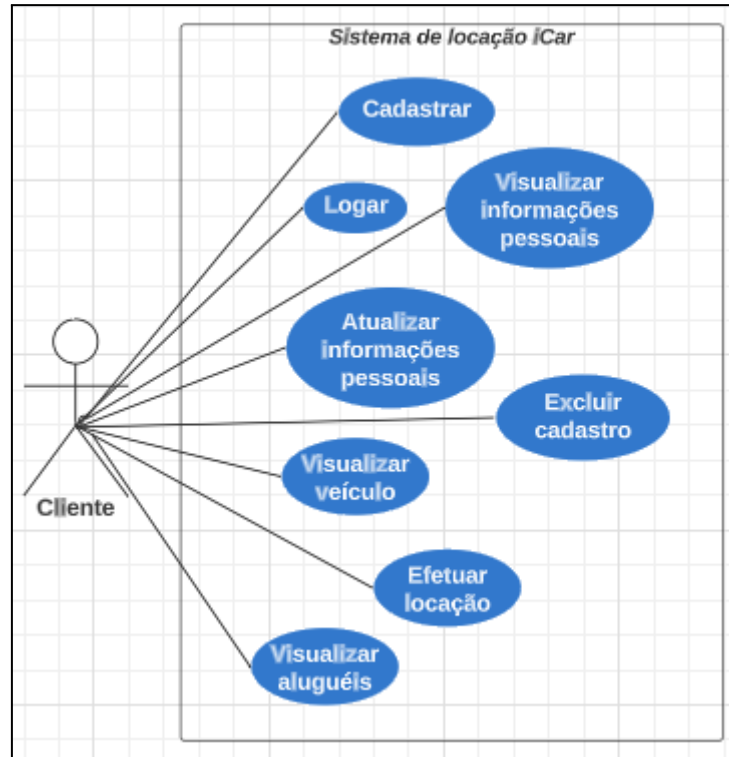 Sistema de locação iCar
Cadastrar
Logar
Visualizar
informações
pessoais
Atualizar
informações
pessoais
Excluir
cadastro
Visualizar
veículo
Cliente
Efetuar
locação
Visualizar
aluguéis